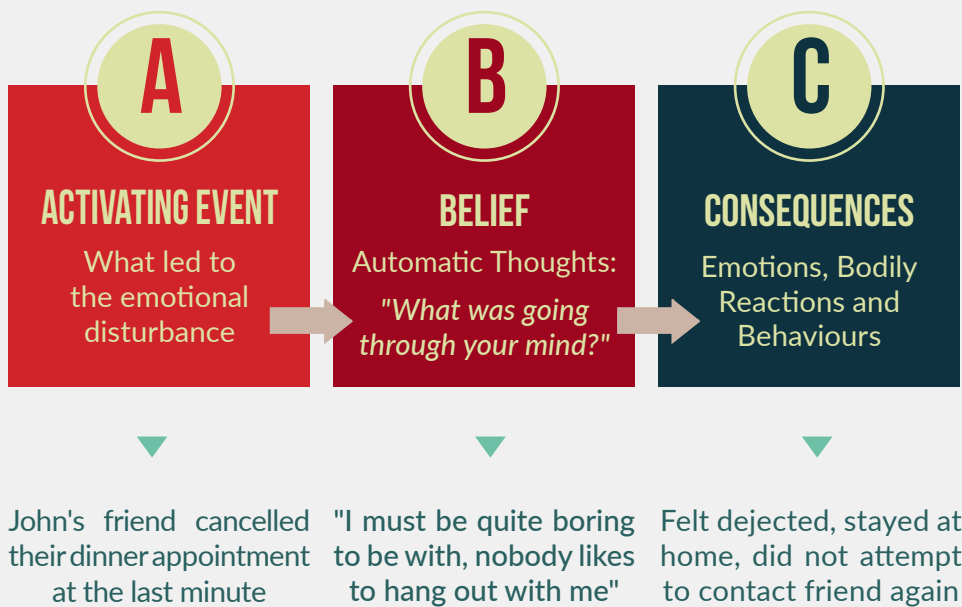 A
ACTIVATING EVENT
What led to
the emotional
disturbance
B
BELIEF
Automatic Thoughts:
"What was going
through your mind?"
C
CONSEQUENCES
Emotions, Bodily
Reactions and
Behaviours
John's friend cancelled
their dinner appointment
at the last minute
"I must be quite boring
to be with, nobody likes
to hang out with me"
Felt dejected, stayed at
home, did not attempt
to contact friend again